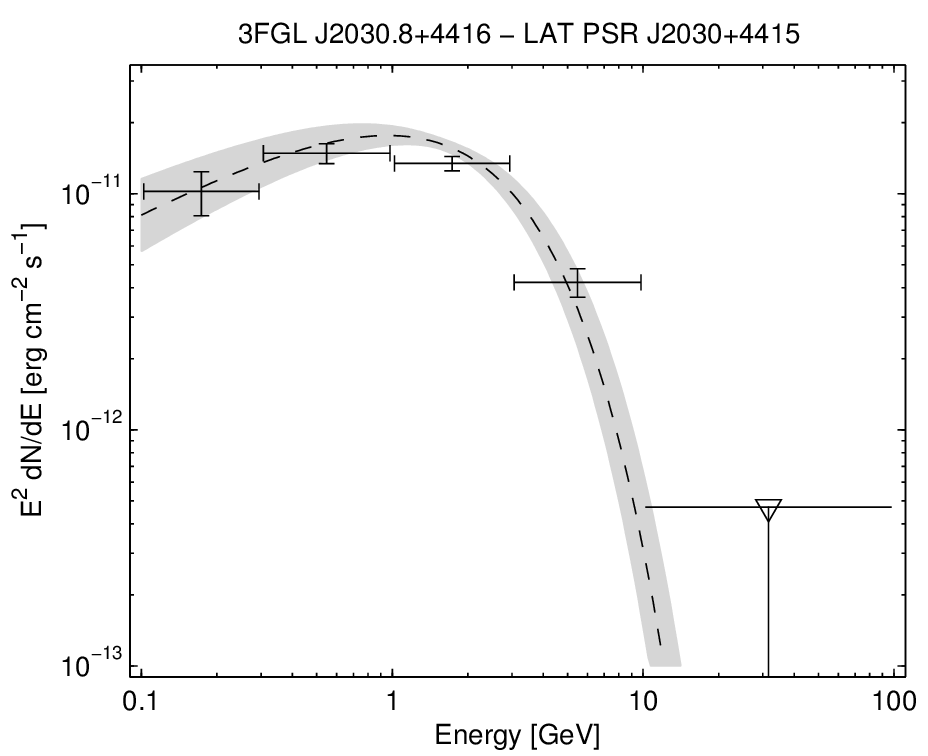 3FGL J2030.8+4416 − LAT PSR J2030+4415
10⁻¹¹
10⁻¹²
10⁻¹³
E² dN/dE [erg cm⁻² s⁻¹]
0.1 1 10 100
Energy [GeV]